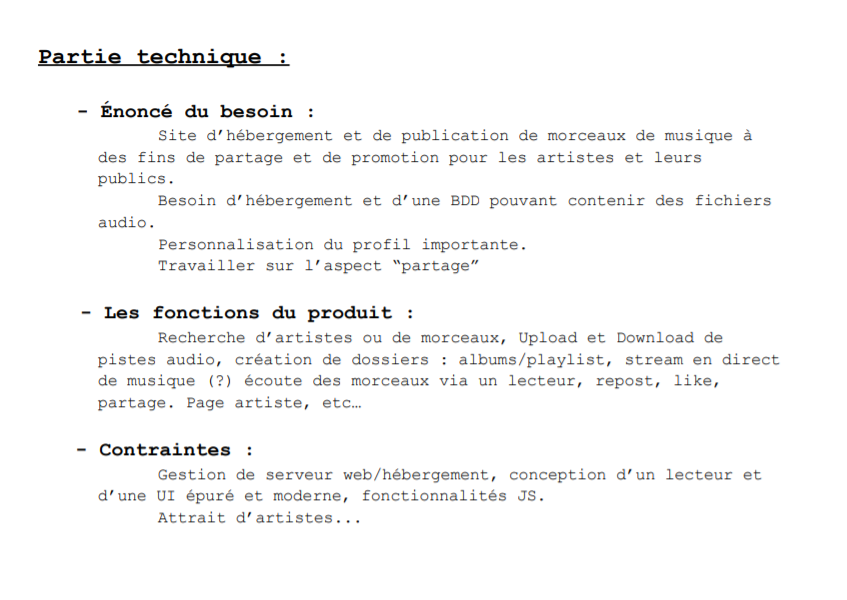 Partie technique :
- Énoncé du besoin :
Site d’hébergement et de publication de morceaux de musique à
des fins de partage et de promotion pour les artistes et leurs
publics.
Besoin d’hébergement et d’une BDD pouvant contenir des fichiers
audio.
Personnalisation du profil importante.
Travailler sur l’aspect “partage”
- Les fonctions du produit :
Recherche d’artistes ou de morceaux, Upload et Download de
pistes audio, création de dossiers : albums/playlist, stream en direct
de musique (?) écoute des morceaux via un lecteur, repost, like,
partage. Page artiste, etc…
- Contraintes :
Gestion de serveur web/hébergement, conception d’un lecteur et
d’une UI épuré et moderne, fonctionnalités JS.
Attrait d’artistes...